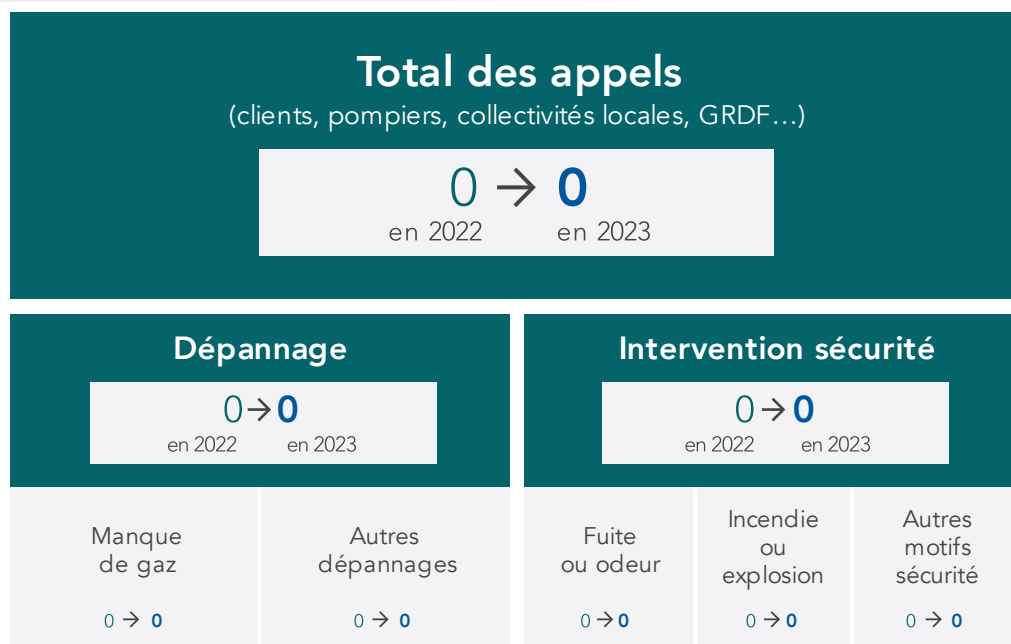 Total des appels
(clients, pompiers, collectivités locales, GRDF...)
0 → 0
en 2022 en 2023
Dépannage
0→0
en 2022 en 2023
Manque
de gaz
0 → 0
Autres
dépannages
0 → 0
Intervention sécurité
0→0
en 2022 en 2023
Fuite
ou odeur
0→0
Incendie
ou
explosion
0→0
Autres
motifs
sécurité
0 → 0